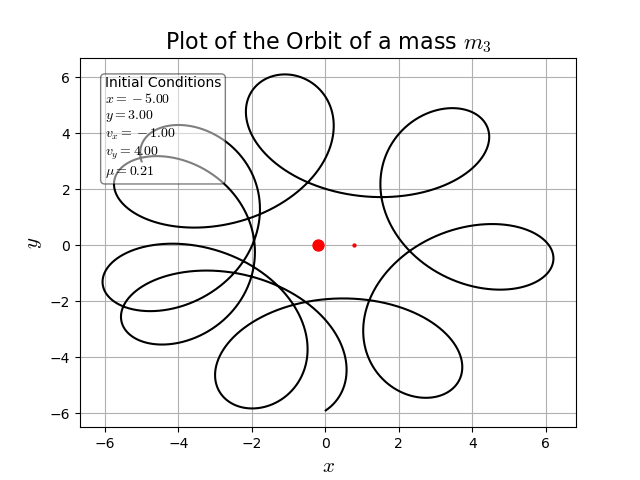 Plot of the Orbit of a mass m₃
Initial Conditions
x = −5.00
y = 3.00
vₓ = −1.00
v_y = 4.00
μ = 0.21
6
4
2
0
−2
−4
−6
y
−6 −4 −2 0 2 4 6
x